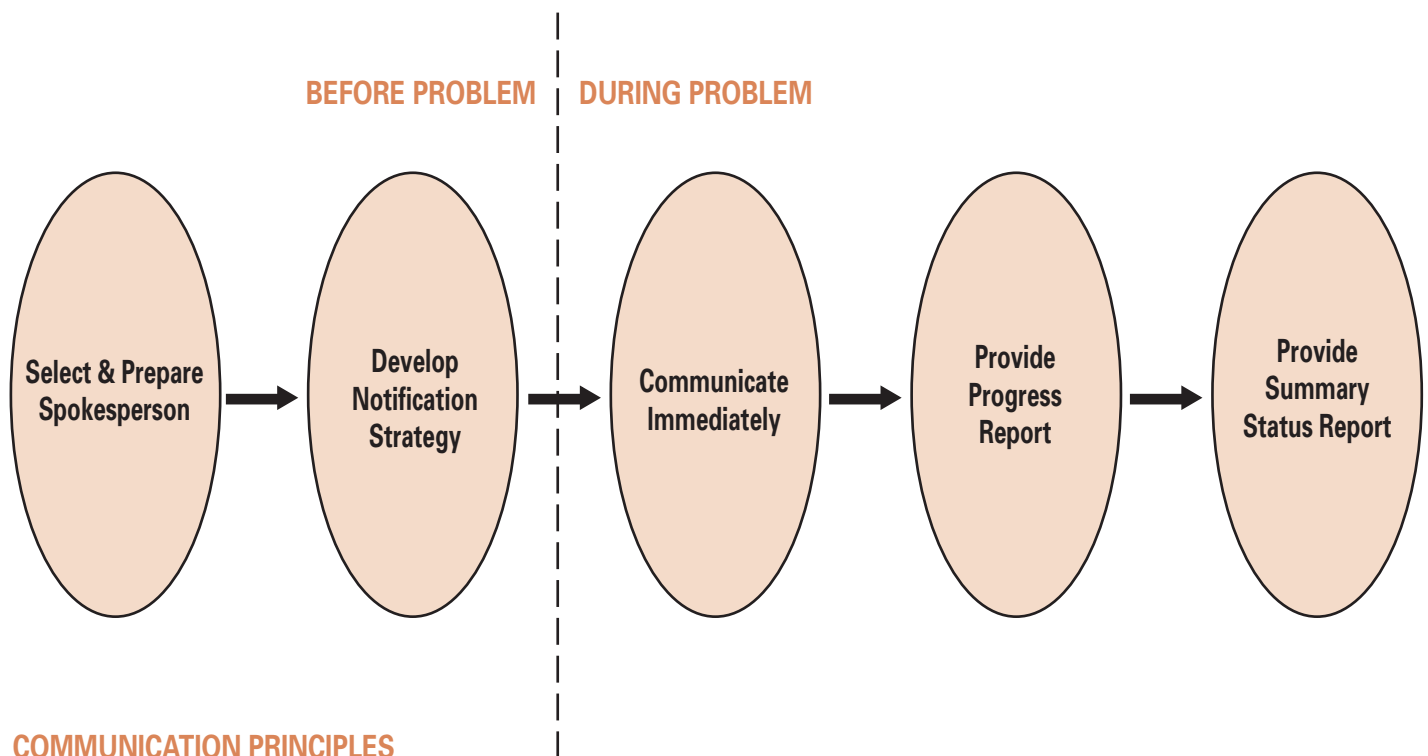 BEFORE PROBLEM
DURING PROBLEM
Select & Prepare
Spokesperson
Develop
Notification
Strategy
Communicate
Immediately
Provide
Progress
Report
Provide
Summary
Status Report
COMMUNICATION PRINCIPLES